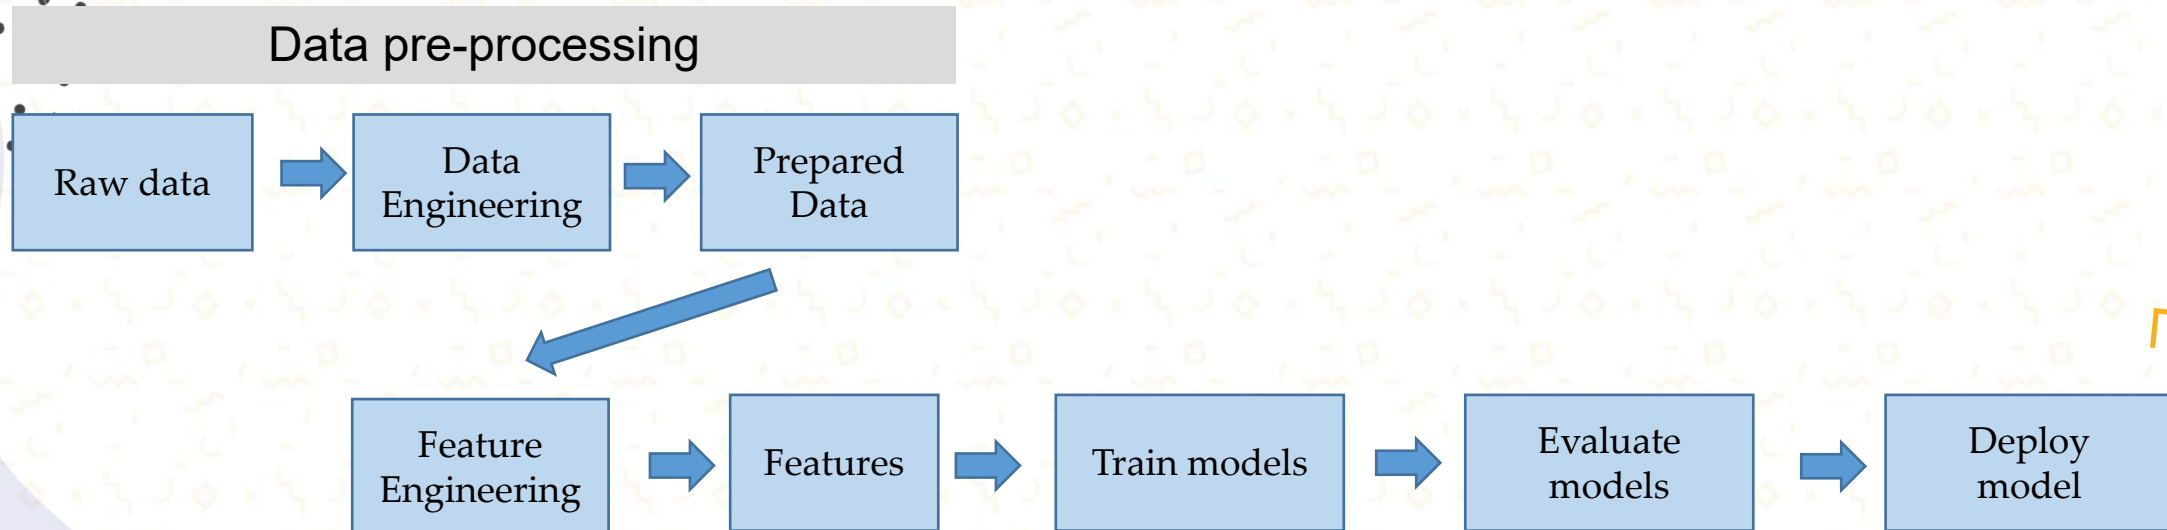 Data pre-processing
Raw data
Data
Engineering
Prepared
Data
Feature
Engineering
Features
Train models
Evaluate
models
Deploy
model